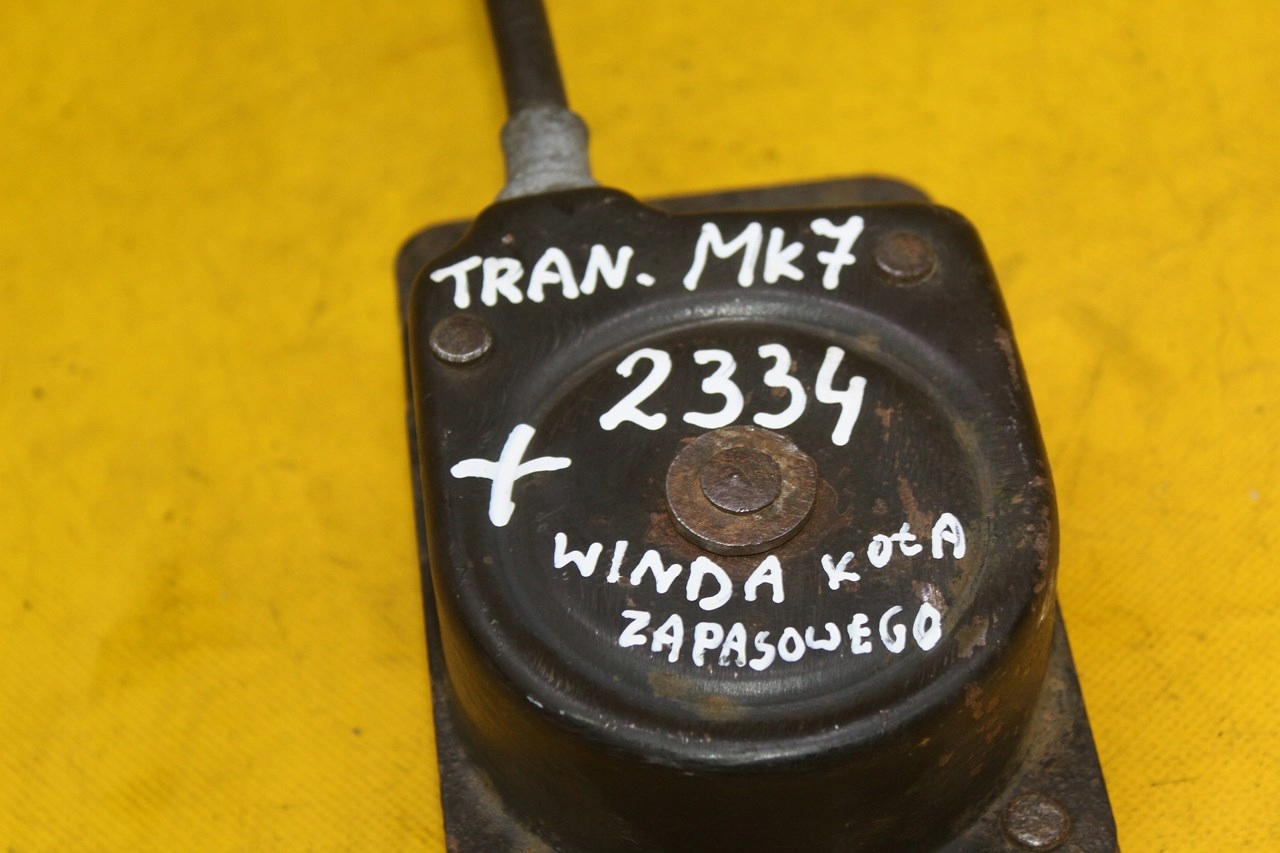 TRAN. MK7
2334
+
WINDA KOŁA
ZAPASOWEGO